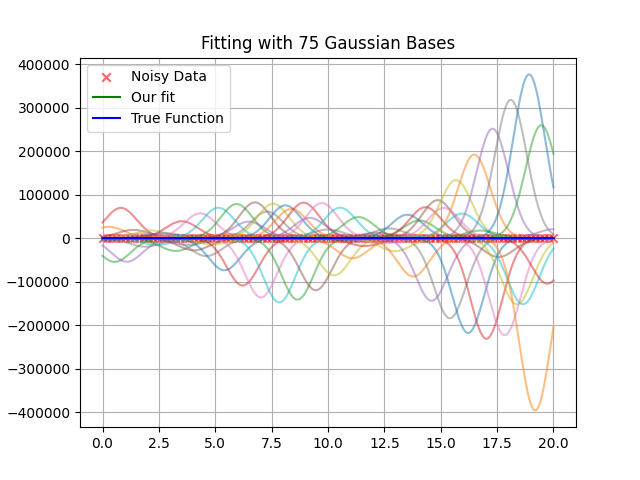 Fitting with 75 Gaussian Bases
400000
300000
200000
100000
0
−100000
−200000
−300000
−400000
Noisy Data
Our fit
True Function
0.0 2.5 5.0 7.5 10.0 12.5 15.0 17.5 20.0